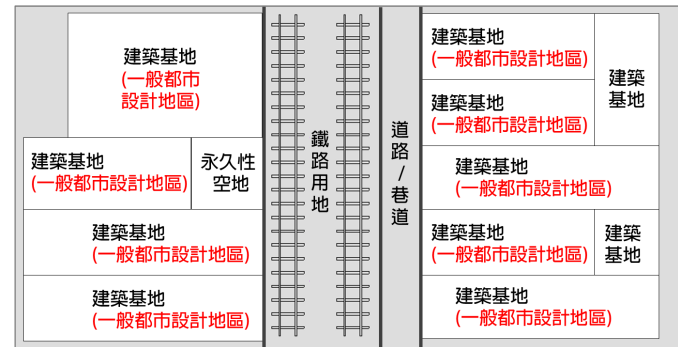 建築基地
(一般都市
設計地區)
建築基地
(一般都市設計地區)
永久性
空地
建築基地
(一般都市設計地區)
建築基地
(一般都市設計地區)
鐵路用地
道路/巷道
建築基地
(一般都市設計地區)
建築基地
(一般都市設計地區)
建築
基地
建築基地
(一般都市設計地區)
建築基地
(一般都市設計地區)
建築
基地
建築基地
(一般都市設計地區)